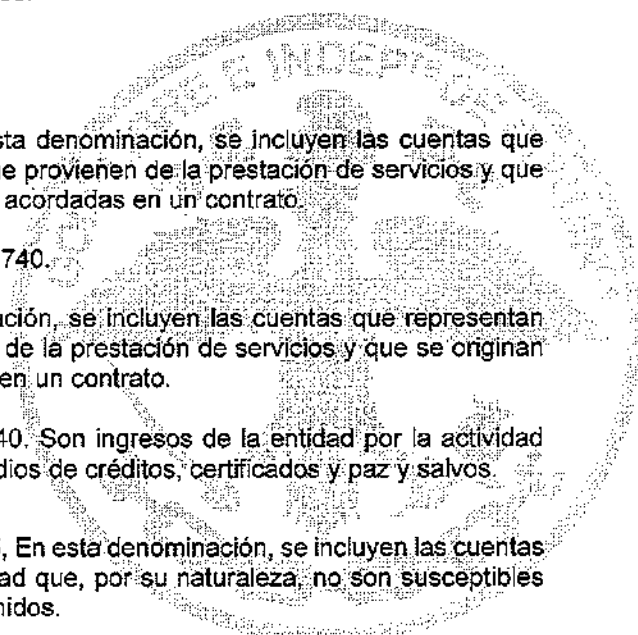 sta denominación, se incluyen las cuentas que
e provienen de la prestación de servicios y que
acordadas en un contrato.
740.
ación, se incluyen las cuentas que representan
de la prestación de servicios y que se originan
en un contrato.
40. Son ingresos de la entidad por la actividad
dios de créditos, certificados y paz y salvos.
, En esta denominación, se incluyen las cuentas
ad que, por su naturaleza, no son susceptibles
nidos.